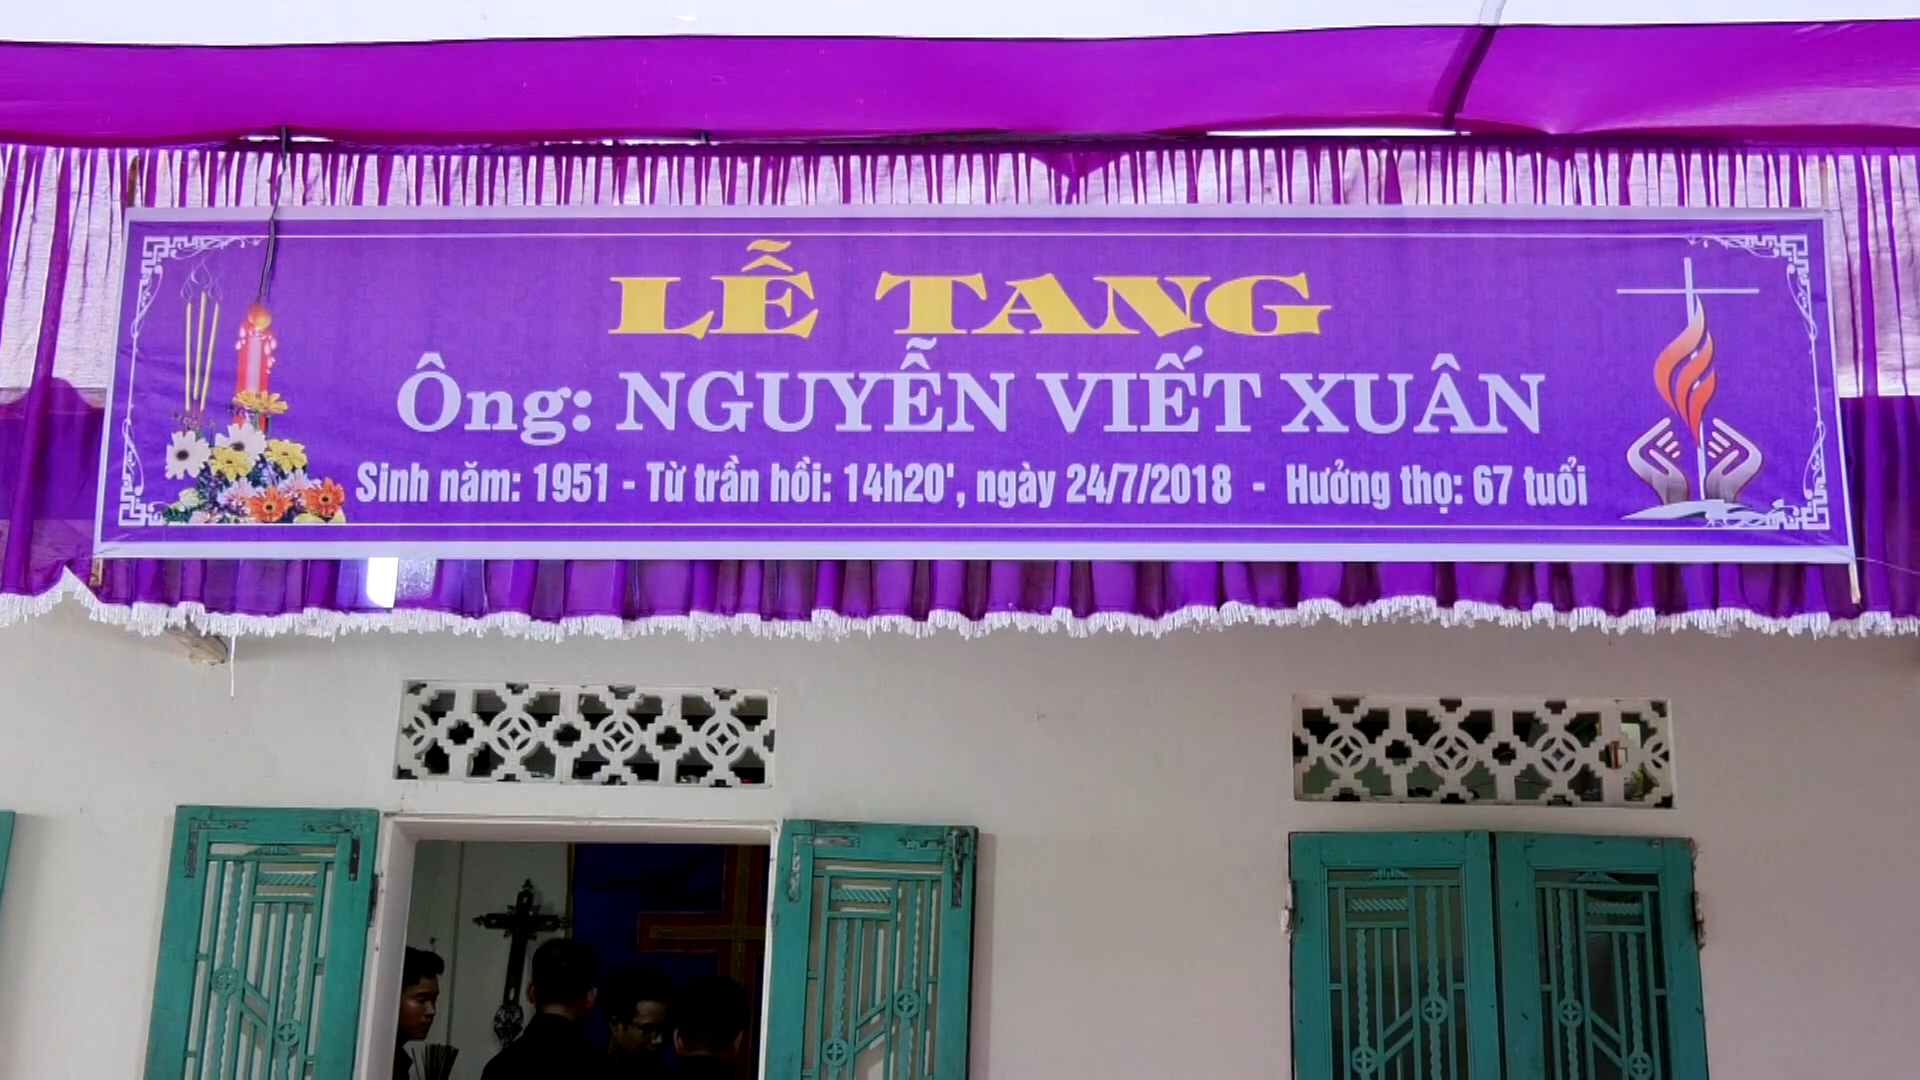 LỄ TANG
Ông: NGUYỄN VIẾT XUÂN
Sinh năm: 1951 - Từ trần hồi: 14h20', ngày 24/7/2018 - Hưởng thọ: 67 tuổi